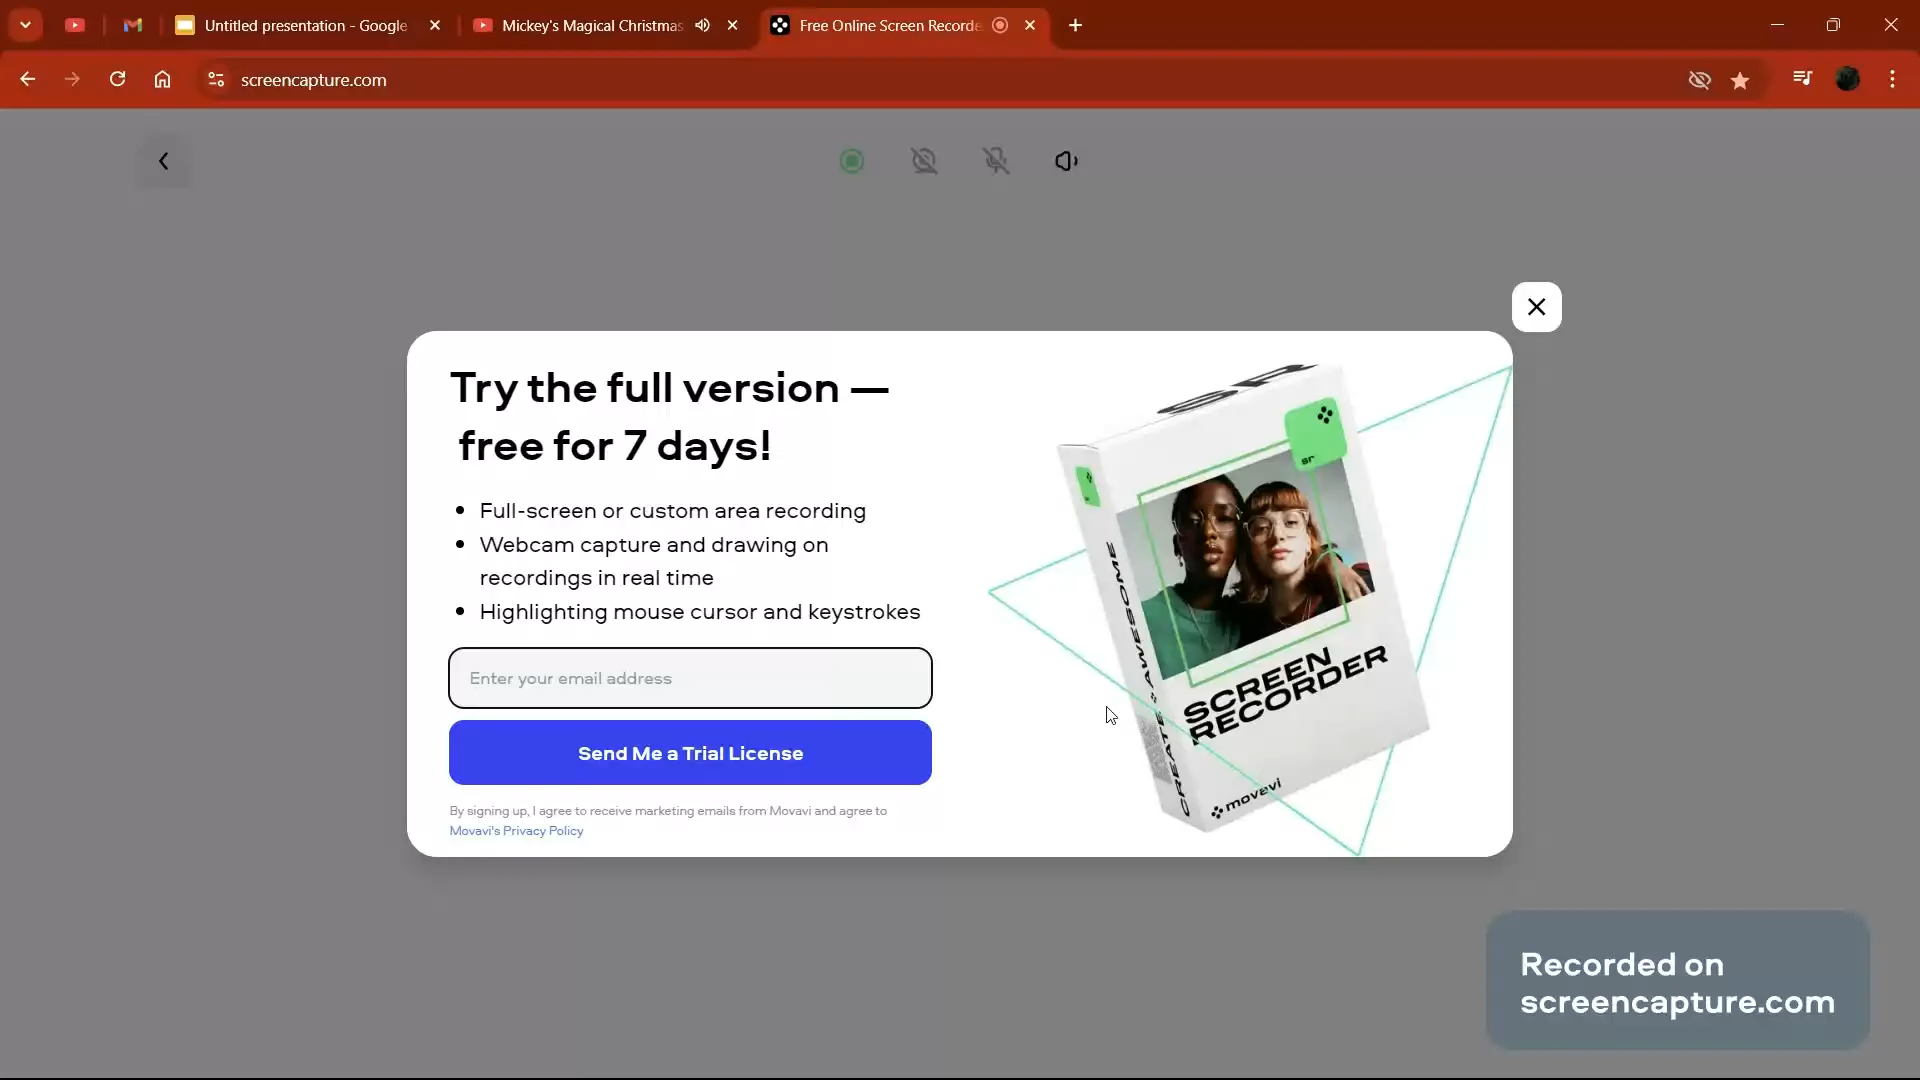 Untitled presentation - Google
Mickey's Magical Christmas
Free Online Screen Recorde
screencapture.com
Try the full version —
free for 7 days!
Full-screen or custom area recording
Webcam capture and drawing on
recordings in real time
Highlighting mouse cursor and keystrokes
Enter your email address
Send Me a Trial License
By signing up, I agree to receive marketing emails from Movavi and agree to
Movavi's Privacy Policy
SR
sr
CREATE :: AWESOME
SCREEN
RECORDER
movavi
Recorded on
screencapture.com